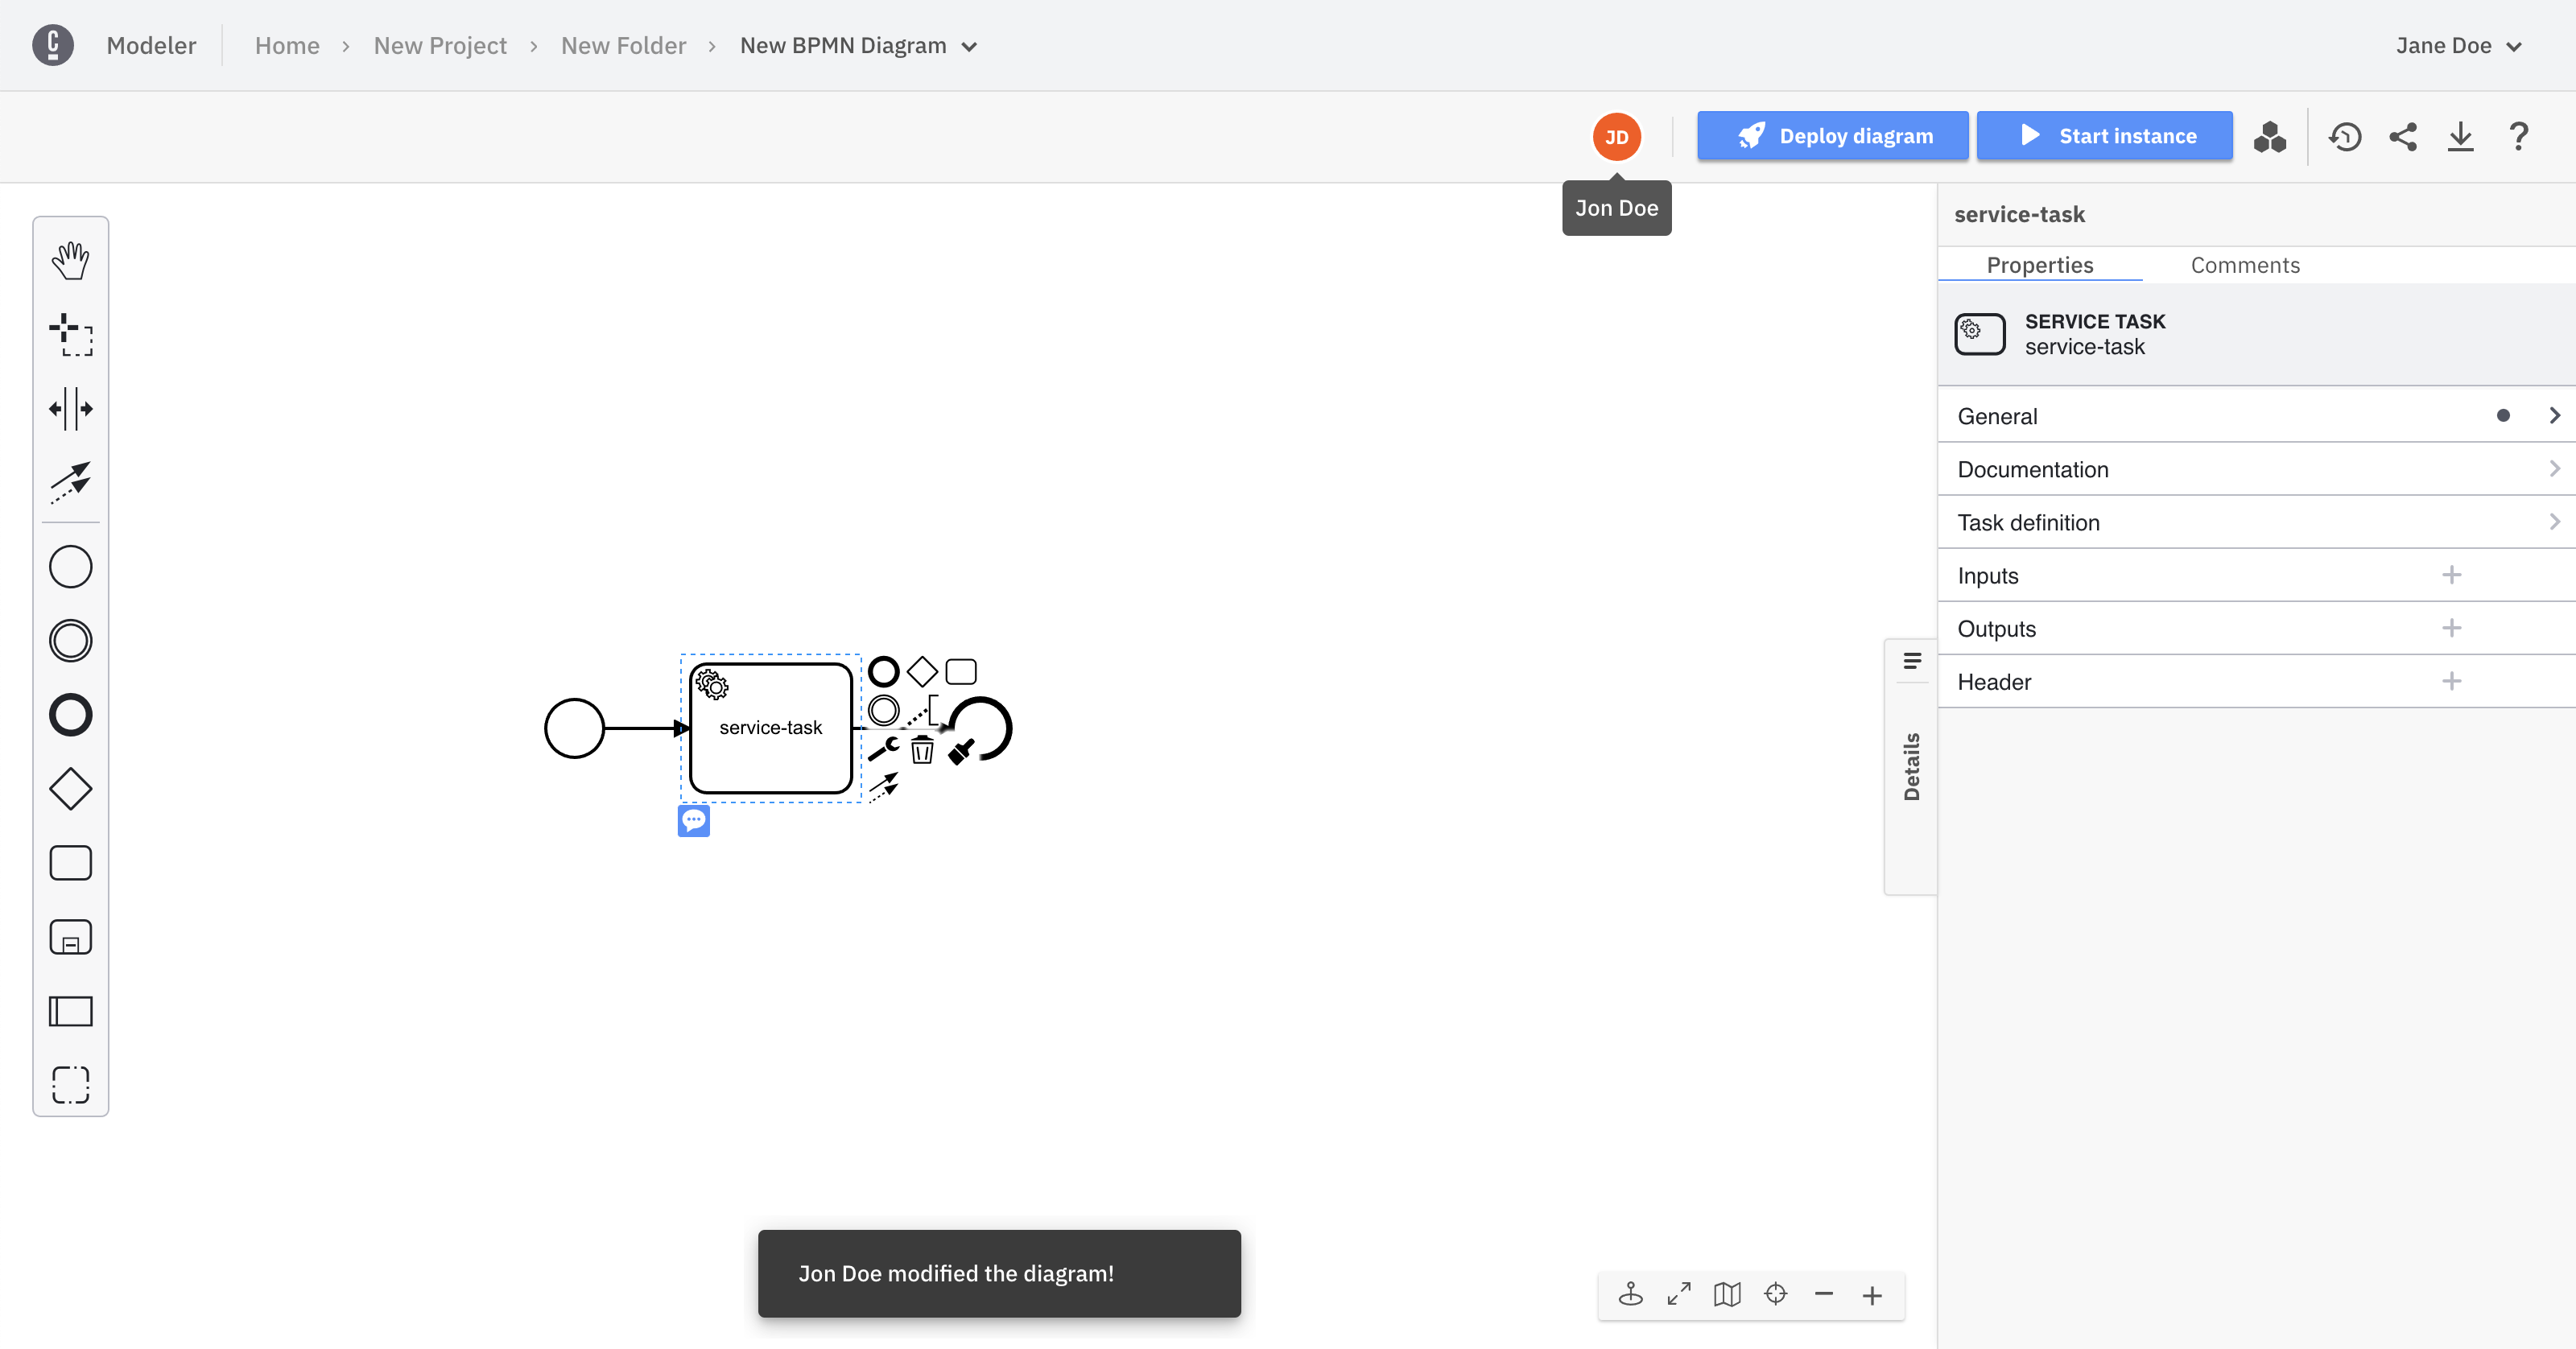 Modeler
Home > New Project > New Folder > New BPMN Diagram
Jane Doe
JD
Deploy diagram
Start instance
?
Jon Doe
service-task
Properties
Comments
SERVICE TASK
service-task
General
Documentation
Task definition
Inputs
Outputs
Header
service-task
Details
Jon Doe modified the diagram!